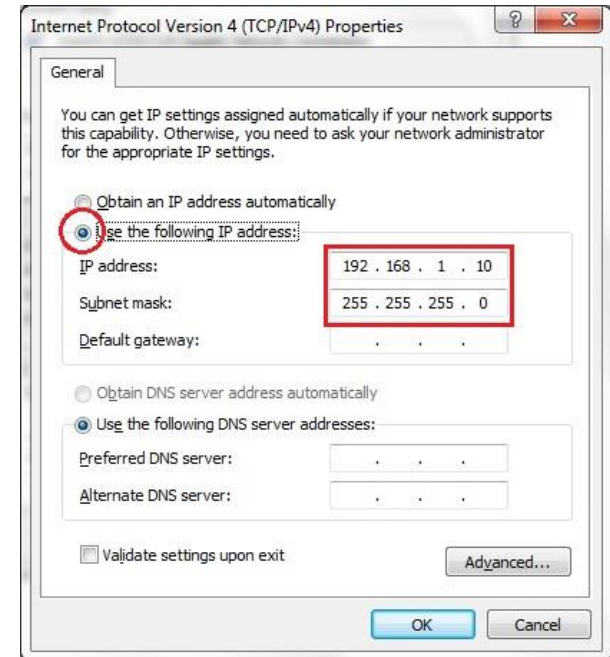 Internet Protocol Version 4 (TCP/IPv4) Properties
General
You can get IP settings assigned automatically if your network supports
this capability. Otherwise, you need to ask your network administrator
for the appropriate IP settings.
Obtain an IP address automatically
Use the following IP address:
IP address: 192 . 168 . 1 . 10
Subnet mask: 255 . 255 . 255 . 0
Default gateway: . . .
Obtain DNS server address automatically
Use the following DNS server addresses:
Preferred DNS server: . . .
Alternate DNS server: . . .
Validate settings upon exit
Advanced...
OK Cancel